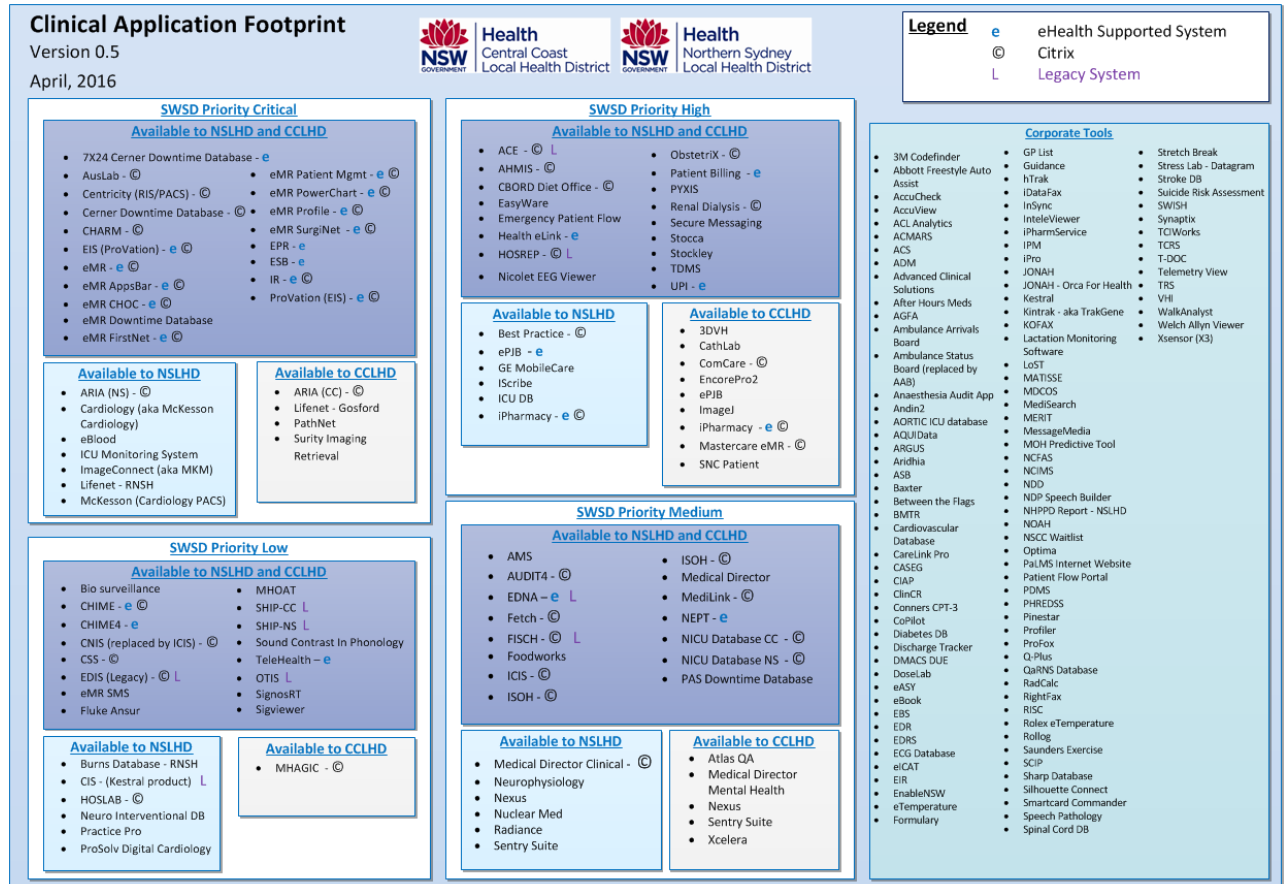 Clinical Application Footprint
Version 0.5
April, 2016
NSW
GOVERNMENT
Health
Central Coast
Local Health District
NSW
GOVERNMENT
Health
Northern Sydney
Local Health District
Legend
e eHealth Supported System
© Citrix
L Legacy System
SWSD Priority Critical
Available to NSLHD and CCLHD
• 7X24 Cerner Downtime Database - e
• AusLab - ©
• Centricity (RIS/PACS) - ©
• Cerner Downtime Database - ©
• CHARM - ©
• EIS (ProVation) - e ©
• eMR - e ©
• eMR AppsBar - e ©
• eMR CHOC - e ©
• eMR Downtime Database
• eMR FirstNet - e ©
• eMR Patient Mgmt - e ©
• eMR PowerChart - e ©
• eMR Profile - e ©
• eMR SurgiNet - e ©
• EPR - e
• ESB - e
• IR - e ©
• ProVation (EIS) - e ©
Available to NSLHD
• ARIA (NS) - ©
• Cardiology (aka McKesson
Cardiology)
• eBlood
• ICU Monitoring System
• ImageConnect (aka MKM)
• Lifenet - RNSH
• McKesson (Cardiology PACS)
Available to CCLHD
• ARIA (CC) - ©
• Lifenet - Gosford
• PathNet
• Surity Imaging
Retrieval
SWSD Priority High
Available to NSLHD and CCLHD
• ACE - © L
• AHMIS - ©
• CBORD Diet Office - ©
• EasyWare
• Emergency Patient Flow
• Health eLink - e
• HOSREP - © L
• Nicolet EEG Viewer
• ObstetriX - ©
• Patient Billing - e
• PYXIS
• Renal Dialysis - ©
• Secure Messaging
• Stocca
• Stockley
• TDMS
• UPI - e
Available to NSLHD
• Best Practice - ©
• ePJB - e
• GE MobileCare
• IScribe
• ICU DB
• iPharmacy - e ©
Available to CCLHD
• 3DVH
• CathLab
• ComCare - ©
• EncorePro2
• ePJB
• ImageJ
• iPharmacy - e ©
• Mastercare eMR - ©
• SNC Patient
SWSD Priority Low
Available to NSLHD and CCLHD
• Bio surveillance
• CHIME - e ©
• CHIME4 - e
• CNIS (replaced by ICIS) - ©
• CSS - ©
• EDIS (Legacy) - © L
• eMR SMS
• Fluke Ansur
• MHOAT
• SHIP-CC L
• SHIP-NS L
• Sound Contrast In Phonology
• TeleHealth – e
• OTIS L
• SignosRT
• Sigviewer
Available to NSLHD
• Burns Database - RNSH
• CIS - (Kestral product) L
• HOSLAB - ©
• Neuro Interventional DB
• Practice Pro
• ProSolv Digital Cardiology
Available to CCLHD
• MHAGIC - ©
SWSD Priority Medium
Available to NSLHD and CCLHD
• AMS
• AUDIT4 - ©
• EDNA – e L
• Fetch - ©
• FISCH - © L
• Foodworks
• ICIS - ©
• ISOH - ©
• ISOH - ©
• Medical Director
• MediLink - ©
• NEPT - e
• NICU Database CC - ©
• NICU Database NS - ©
• PAS Downtime Database
Available to NSLHD
• Medical Director Clinical - ©
• Neurophysiology
• Nexus
• Nuclear Med
• Radiance
• Sentry Suite
Available to CCLHD
• Atlas QA
• Medical Director
Mental Health
• Nexus
• Sentry Suite
• Xcelera
Corporate Tools
• 3M Codefinder
• Abbott Freestyle Auto
Assist
• AccuCheck
• AccuView
• ACL Analytics
• ACMARS
• ACS
• ADM
• Advanced Clinical
Solutions
• After Hours Meds
• AGFA
• Ambulance Arrivals
Board
• Ambulance Status
Board (replaced by
AAB)
• Anaesthesia Audit App
• Andin2
• AORTIC ICU database
• AQUIData
• ARGUS
• Aridhia
• ASB
• Baxter
• Between the Flags
• BMTR
• Cardiovascular
Database
• CareLink Pro
• CASEG
• CIAP
• ClinCR
• Conners CPT-3
• CoPilot
• Diabetes DB
• Discharge Tracker
• DMACS DUE
• DoseLab
• eASY
• eBook
• EBS
• EDR
• EDRS
• ECG Database
• eICAT
• EIR
• EnableNSW
• eTemperature
• Formulary
• GP List
• Guidance
• hTrak
• iDataFax
• InSync
• InteleViewer
• iPharmService
• IPM
• iPro
• JONAH
• JONAH - Orca For Health
• Kestral
• Kintrak - aka TrakGene
• KOFAX
• Lactation Monitoring
Software
• LoST
• MATISSE
• MDCOS
• MediSearch
• MERIT
• MessageMedia
• MOH Predictive Tool
• NCFAS
• NCIMS
• NDD
• NDP Speech Builder
• NHPPD Report - NSLHD
• NOAH
• NSCC Waitlist
• Optima
• PaLMS Internet Website
• Patient Flow Portal
• PDMS
• PHREDSS
• Pinestar
• Profiler
• ProFox
• Q-Plus
• QaRNS Database
• RadCalc
• RightFax
• RISC
• Rolex eTemperature
• Rollog
• Saunders Exercise
• SCIP
• Sharp Database
• Silhouette Connect
• Smartcard Commander
• Speech Pathology
• Spinal Cord DB
• Stretch Break
• Stress Lab - Datagram
• Stroke DB
• Suicide Risk Assessment
• SWISH
• Synaptix
• TCIWorks
• TCRS
• T-DOC
• Telemetry View
• TRS
• VHI
• WalkAnalyst
• Welch Allyn Viewer
• Xsensor (X3)